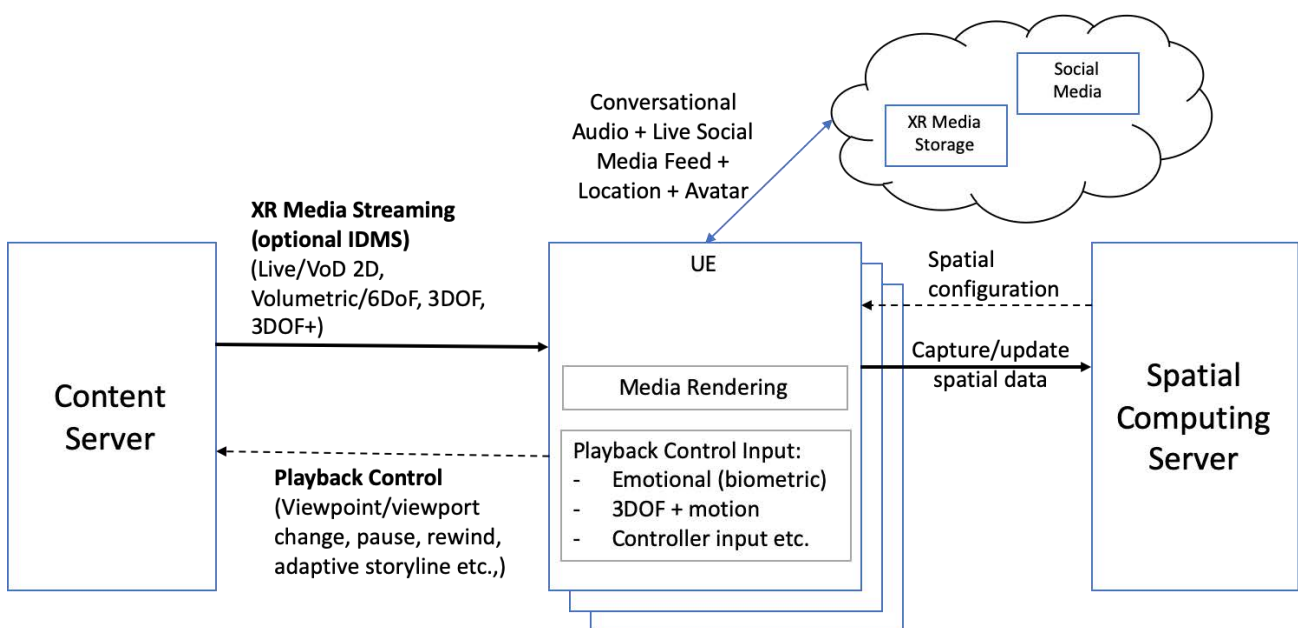 Social
Media
XR Media
Storage
Conversational
Audio + Live Social
Media Feed +
Location + Avatar
XR Media Streaming
(optional IDMS)
(Live/VoD 2D,
Volumetric/6DoF, 3DOF,
3DOF+)
Content
Server
Playback Control
(Viewpoint/viewport
change, pause, rewind,
adaptive storyline etc.,)
UE
Media Rendering
Playback Control Input:
- Emotional (biometric)
- 3DOF + motion
- Controller input etc.
Spatial
configuration
Capture/update
spatial data
Spatial
Computing
Server